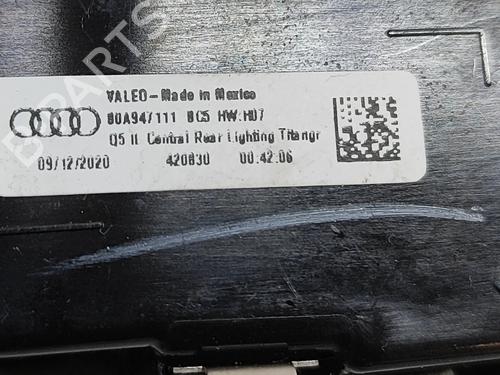 VALEO-Made in Mexico
80A947111 BC5 HW:H07
Q5 II Central Rear Lighting Titangr
09/12/2020 420830 00:42:06